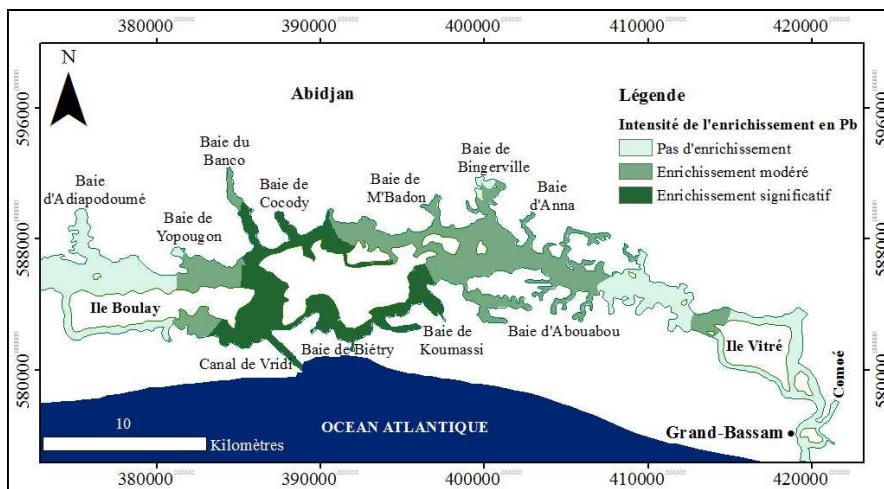 380000 390000 400000 410000 420000
N
Abidjan
Légende
Intensité de l'enrichissement en Pb
Pas d'enrichissement
Enrichissement modéré
Enrichissement significatif
596000
596000
Baie du
Banco
Baie de
Cocody
Baie de
M'Badon
Baie de
Bingerville
Baie
d'Anna
Baie
d'Adiapodoumé
Baie de
Yopougon
588000
588000
Ile Boulay
Canal de Vridi
Baie de Biétry
Baie de
Koumassi
Baie d'Abouabou
Ile Vitré
Comoé
580000
580000
10
Kilomètres
OCEAN ATLANTIQUE
Grand-Bassam
380000 390000 400000 410000 420000